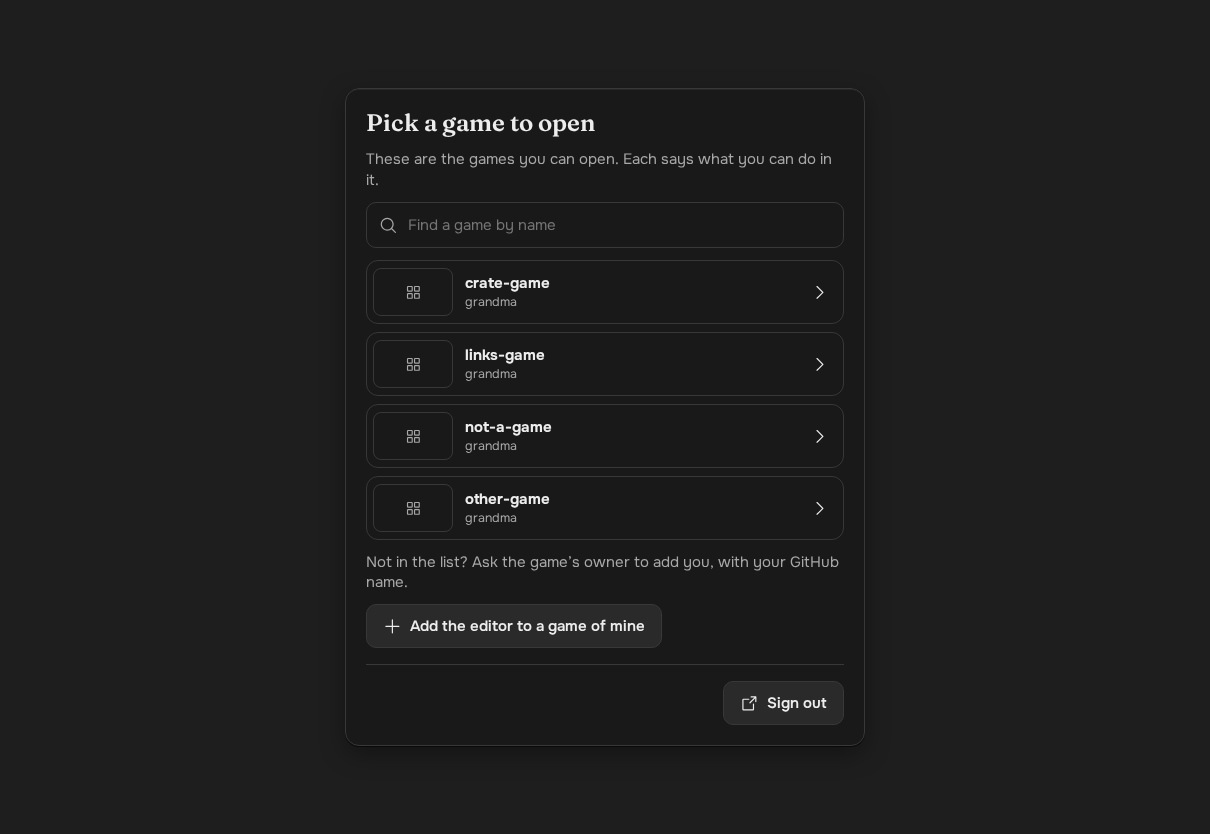 Pick a game to open
These are the games you can open. Each says what you can do in
it.
Find a game by name
crate-game
grandma
links-game
grandma
not-a-game
grandma
other-game
grandma
Not in the list? Ask the game’s owner to add you, with your GitHub
name.
Add the editor to a game of mine
Sign out